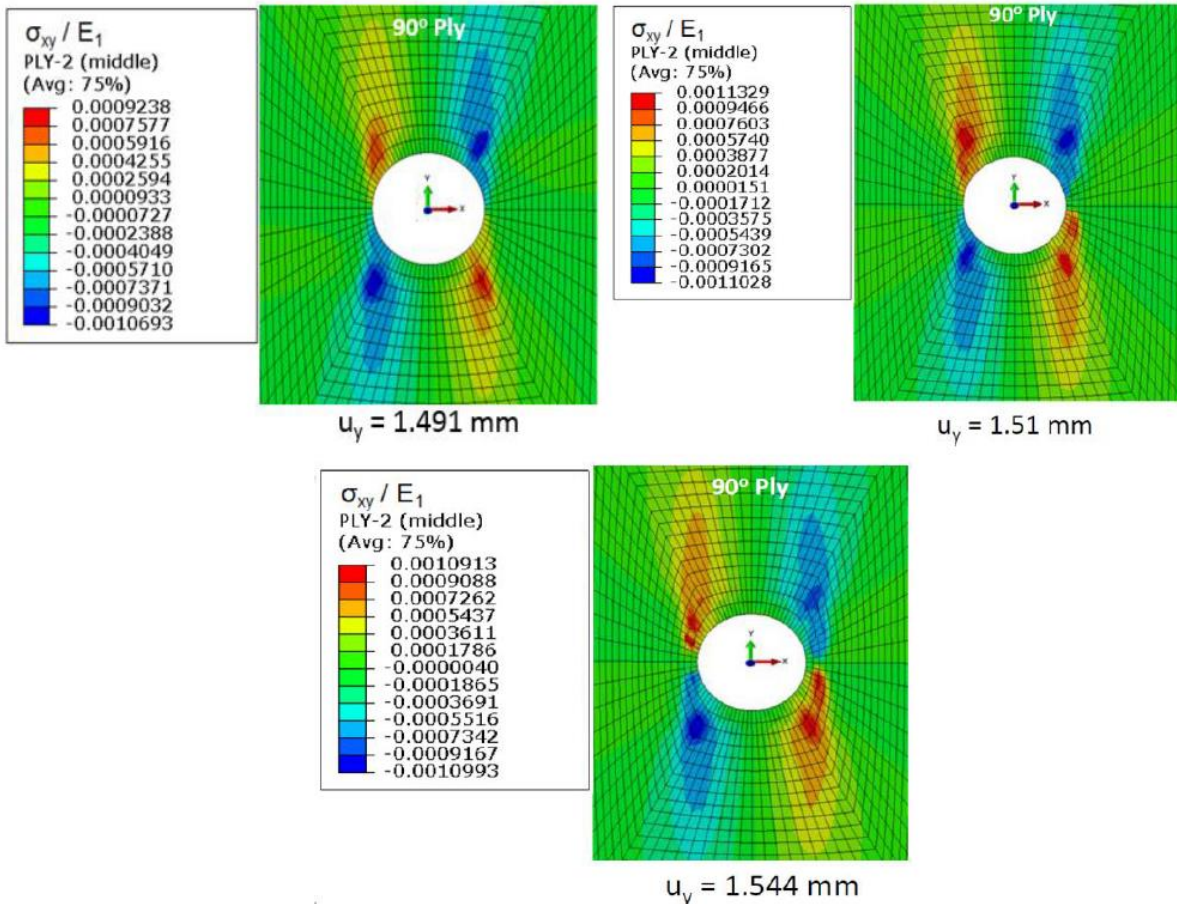 σxy / E1
PLY-2 (middle)
(Avg: 75%)
0.0009238
0.0007577
0.0005916
0.0004255
0.0002594
0.0000933
-0.0000727
-0.0002388
-0.0004049
-0.0005710
-0.0007371
-0.0009032
-0.0010693
90° Ply
Y
X
uy = 1.491 mm
σxy / E1
PLY-2 (middle)
(Avg: 75%)
0.0011329
0.0009466
0.0007603
0.0005740
0.0003877
0.0002014
0.0000151
-0.0001712
-0.0003575
-0.0005439
-0.0007302
-0.0009165
-0.0011028
90° Ply
Y
X
uy = 1.51 mm
σxy / E1
PLY-2 (middle)
(Avg: 75%)
0.0010913
0.0009088
0.0007262
0.0005437
0.0003611
0.0001786
-0.0000040
-0.0001865
-0.0003691
-0.0005516
-0.0007342
-0.0009167
-0.0010993
90° Ply
Y
X
uy = 1.544 mm